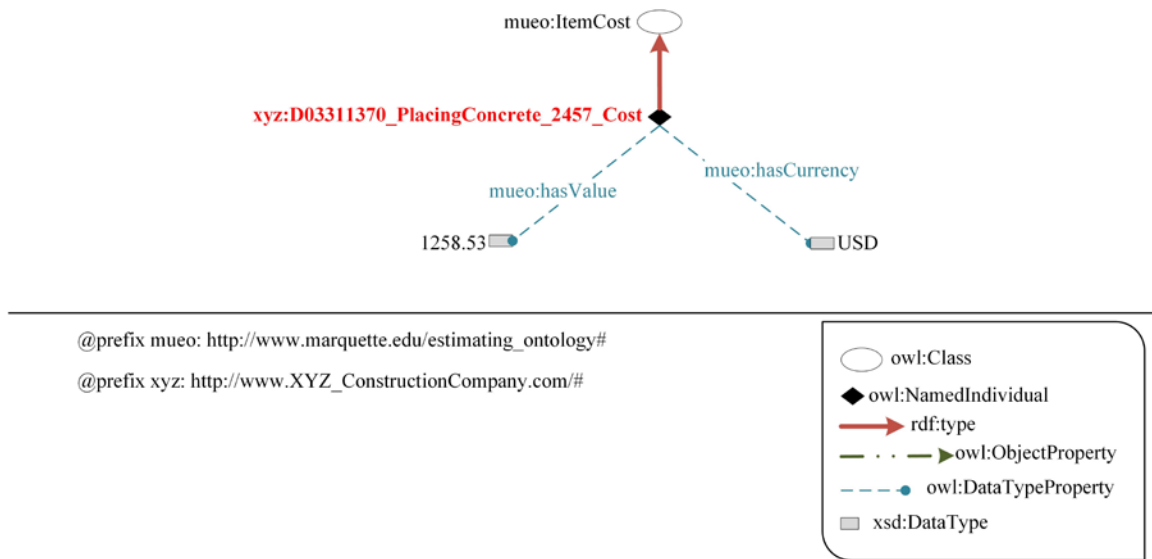 mueo:ItemCost
xyz:D03311370_PlacingConcrete_2457_Cost
mueo:hasValue
mueo:hasCurrency
1258.53
USD
@prefix mueo: http://www.marquette.edu/estimating_ontology#
@prefix xyz: http://www.XYZ_ConstructionCompany.com/#
owl:Class
owl:NamedIndividual
rdf:type
owl:ObjectProperty
owl:DataTypeProperty
xsd:DataType